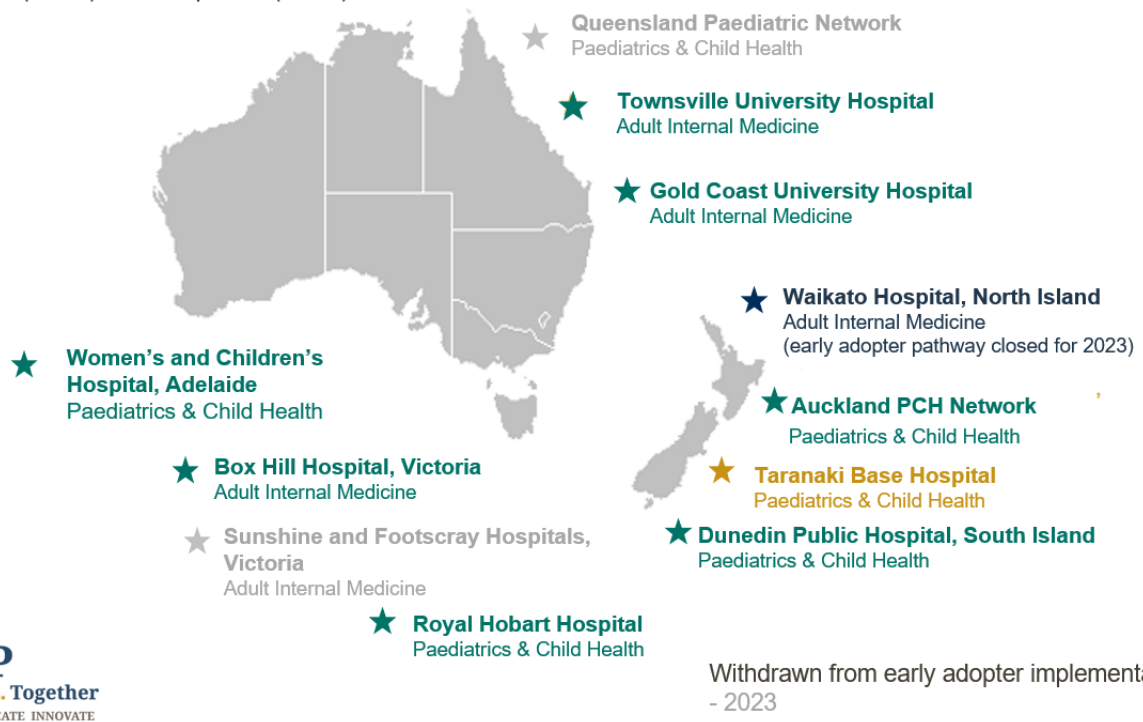 Queensland Paediatric Network
Paediatrics & Child Health
Townsville University Hospital
Adult Internal Medicine
Gold Coast University Hospital
Adult Internal Medicine
Waikato Hospital, North Island
Adult Internal Medicine
(early adopter pathway closed for 2023)
Women's and Children's
Hospital, Adelaide
Paediatrics & Child Health
Auckland PCH Network
Paediatrics & Child Health
Box Hill Hospital, Victoria
Adult Internal Medicine
Taranaki Base Hospital
Paediatrics & Child Health
Sunshine and Footscray Hospitals,
Victoria
Adult Internal Medicine
Dunedin Public Hospital, South Island
Paediatrics & Child Health
Royal Hobart Hospital
Paediatrics & Child Health
P
. Together
CATE INNOVATE
Withdrawn from early adopter implementa
- 2023